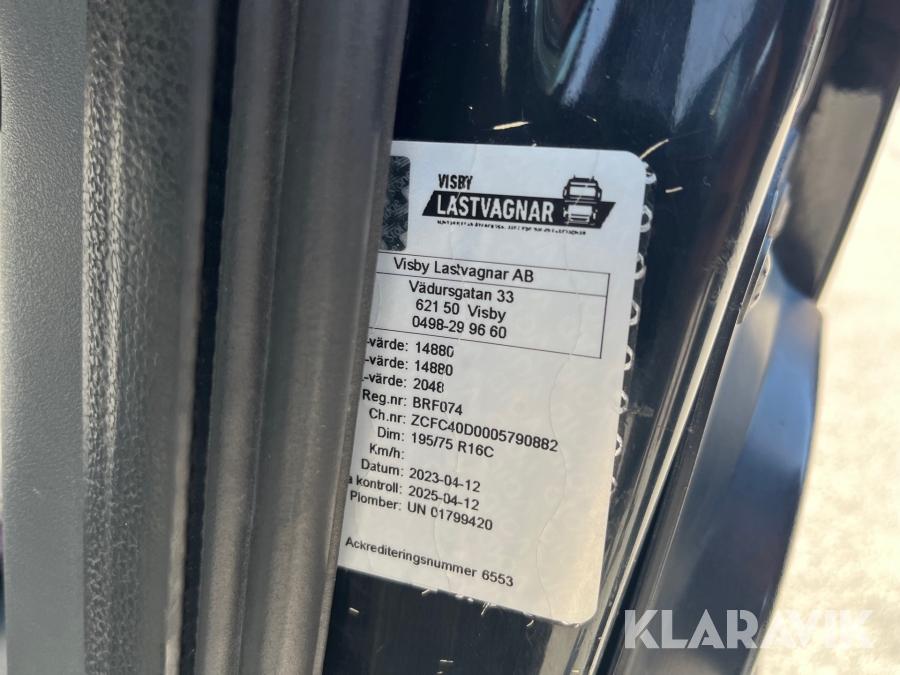 VISBY
LASTVAGNAR
Visby Lastvagnar AB
Vädursgatan 33
621 50 Visby
0498-29 96 60
-värde: 14880
-värde: 14880
-värde: 2048
Reg.nr: BRF074
Ch.nr: ZCFC40D0005790882
Dim: 195/75 R16C
Km/h:
Datum: 2023-04-12
a kontroll: 2025-04-12
Plomber: UN 01799420
Ackrediteringsnummer 6553
KLARAVIK